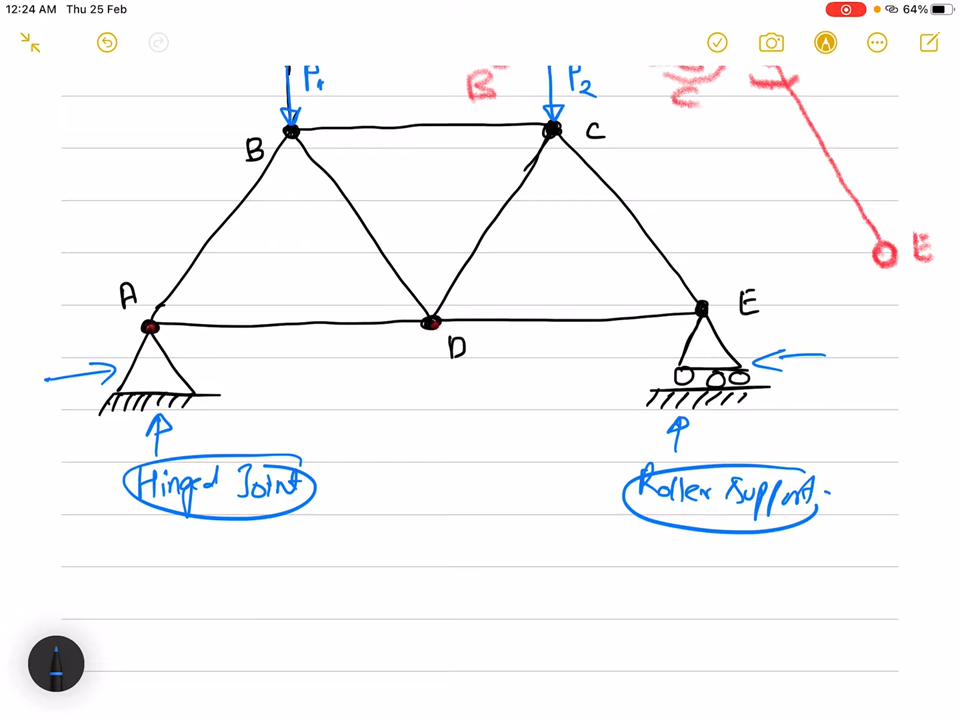 12:24 AM Thu 25 Feb
64%
P1
B
P2
C
B
C
E
A
E
D
Hinged Joint
Roller Support.